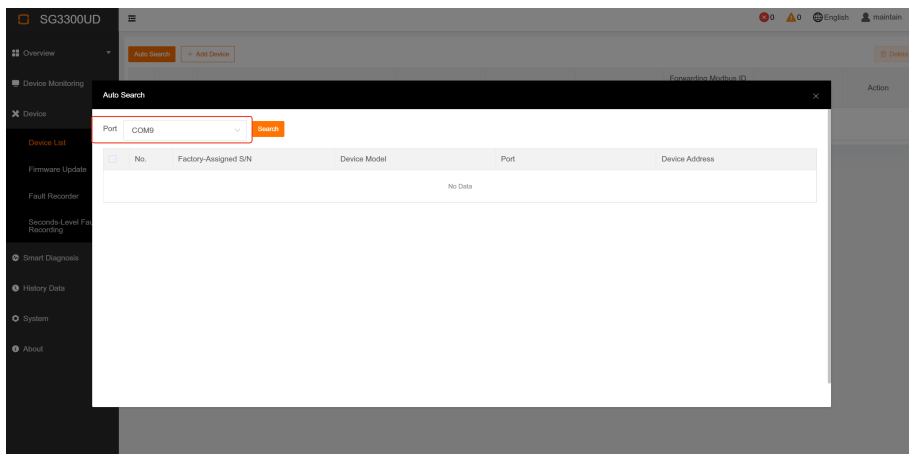 SG3300UD
0 0 English maintain
Overview
Auto Search + Add Device Delete
Device Monitoring
Forwarding Modbus ID
Action
Auto Search
Device
Port COM9 Search
Device List
No. Factory-Assigned S/N Device Model Port Device Address
Firmware Update
No Data
Fault Recorder
Seconds-Level
Recording
Smart Diagnosis
History Data
System
About